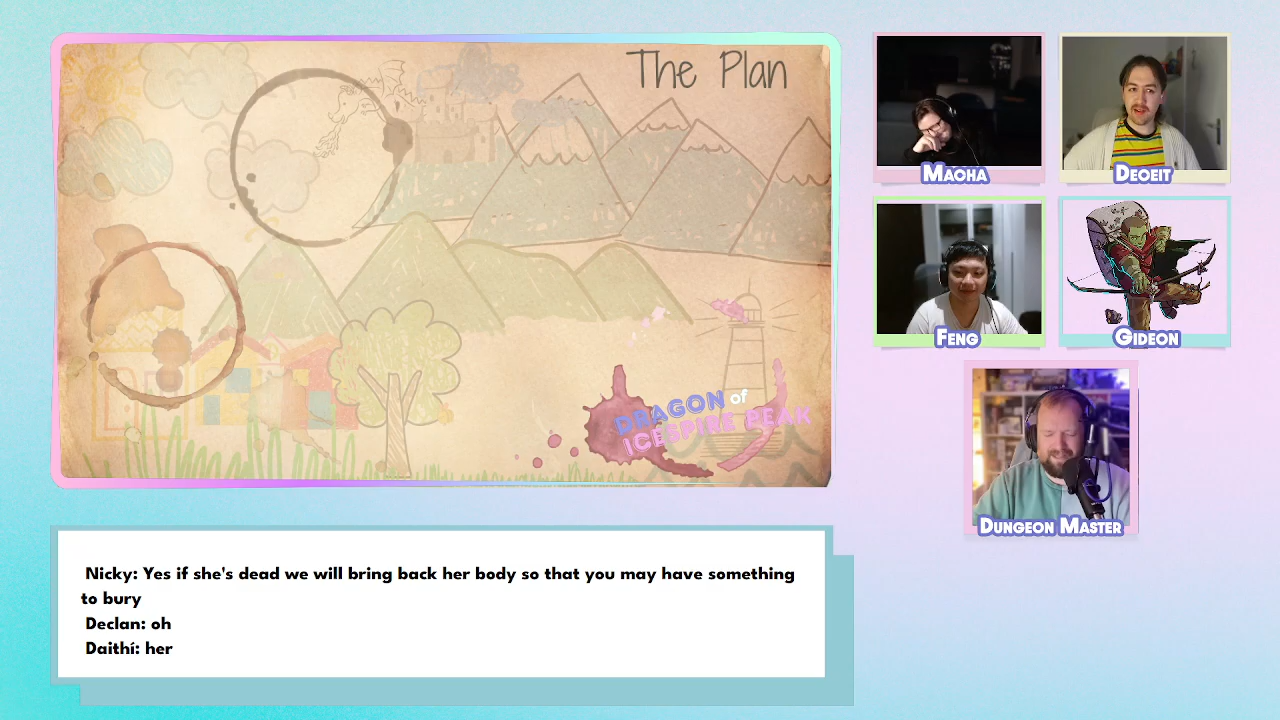 The Plan
DRAGON of
ICESPIRE PEAK
Macha
Deoeit
Feng
Gideon
Dungeon Master
Nicky: Yes if she's dead we will bring back her body so that you may have something
to bury
Declan: oh
Daithí: her